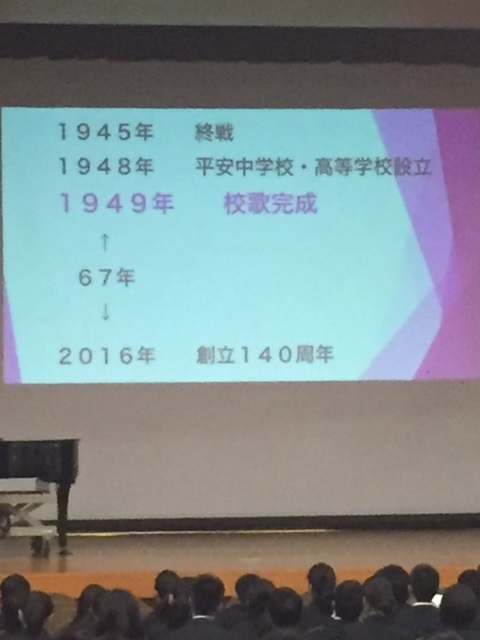 1945年 終戦
1948年 平安中学校・高等学校設立
1949年 校歌完成
↑
67年
↓
2016年 創立140周年